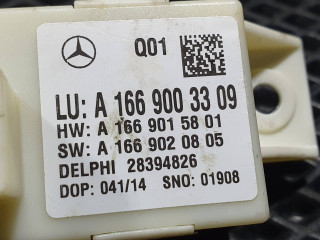 Q01
LU: A 166 900 33 09
HW: A 166 901 58 01
SW: A 166 902 08 05
DELPHI 28394826
DOP: 041/14 SNO: 01908